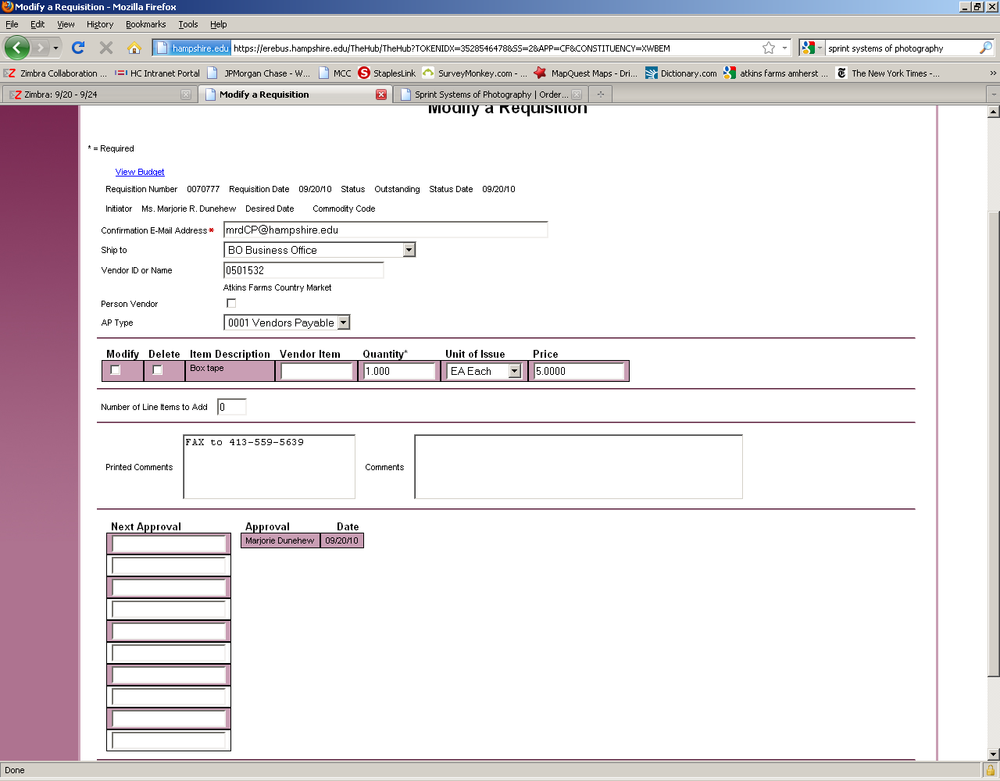 Modify a Requisition - Mozilla Firefox
File Edit View History Bookmarks Tools Help
hampshire.edu https://erebus.hampshire.edu/TheHub/TheHub?TOKENIDX=3528546478&SS=2&APP=CF&CONSTITUENCY=XWBEM sprint systems of photography
Zimbra Collaboration ... HC Intranet Portal JPMorgan Chase - W... MCC StaplesLink SurveyMonkey.com - ... MapQuest Maps - Dri... Dictionary.com atkins farms amherst ... The New York Times -... »
Zimbra: 9/20 - 9/24 Modify a Requisition Sprint Systems of Photography | Order...
Modify a Requisition
* = Required
View Budget
Requisition Number 0070777 Requisition Date 09/20/10 Status Outstanding Status Date 09/20/10
Initiator Ms. Marjorie R. Dunehew Desired Date Commodity Code
Confirmation E-Mail Address* mrdCP@hampshire.edu
Ship to BO Business Office
Vendor ID or Name 0501532
Atkins Farms Country Market
Person Vendor
AP Type 0001 Vendors Payable
Modify Delete Item Description Vendor Item Quantity* Unit of Issue Price
Box tape 1.000 EA Each 5.0000
Number of Line Items to Add 0
Printed Comments FAX to 413-559-5639 Comments
Next Approval Approval Date
Marjorie Dunehew 09/20/10
Done